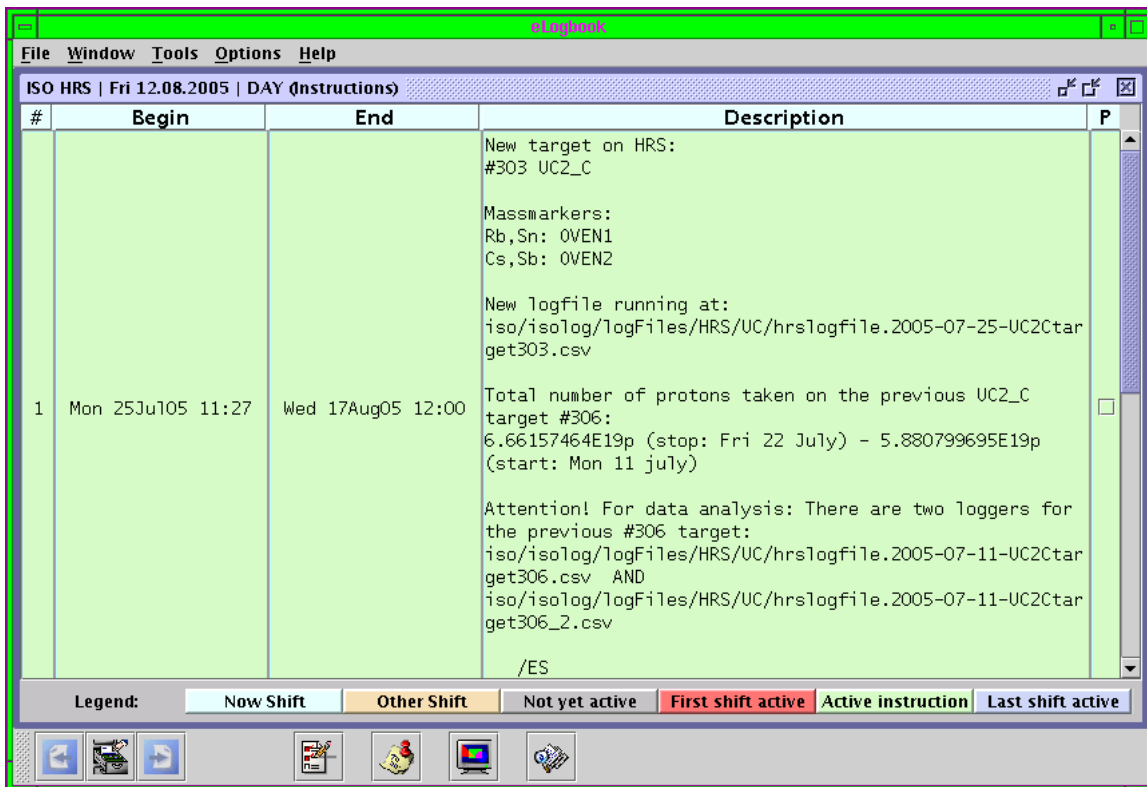 eLogbook
File Window Tools Options Help
ISO HRS | Fri 12.08.2005 | DAY (Instructions)
# Begin End Description P
New target on HRS:
#303 UC2_C
Massmarkers:
Rb,Sn: OVEN1
Cs,Sb: OVEN2
New logfile running at:
iso/isolog/logFiles/HRS/UC/hrslogfile.2005-07-25-UC2Ctar
get303.csv
Total number of protons taken on the previous UC2_C
target #306:
6.66157464E19p (stop: Fri 22 July) - 5.880799695E19p
(start: Mon 11 july)
Attention! For data analysis: There are two loggers for
the previous #306 target:
iso/isolog/logFiles/HRS/UC/hrslogfile.2005-07-11-UC2Ctar
get306.csv AND
iso/isolog/logFiles/HRS/UC/hrslogfile.2005-07-11-UC2Ctar
get306_2.csv
/ES
1 Mon 25Jul05 11:27 Wed 17Aug05 12:00
Legend: Now Shift Other Shift Not yet active First shift active Active instruction Last shift active